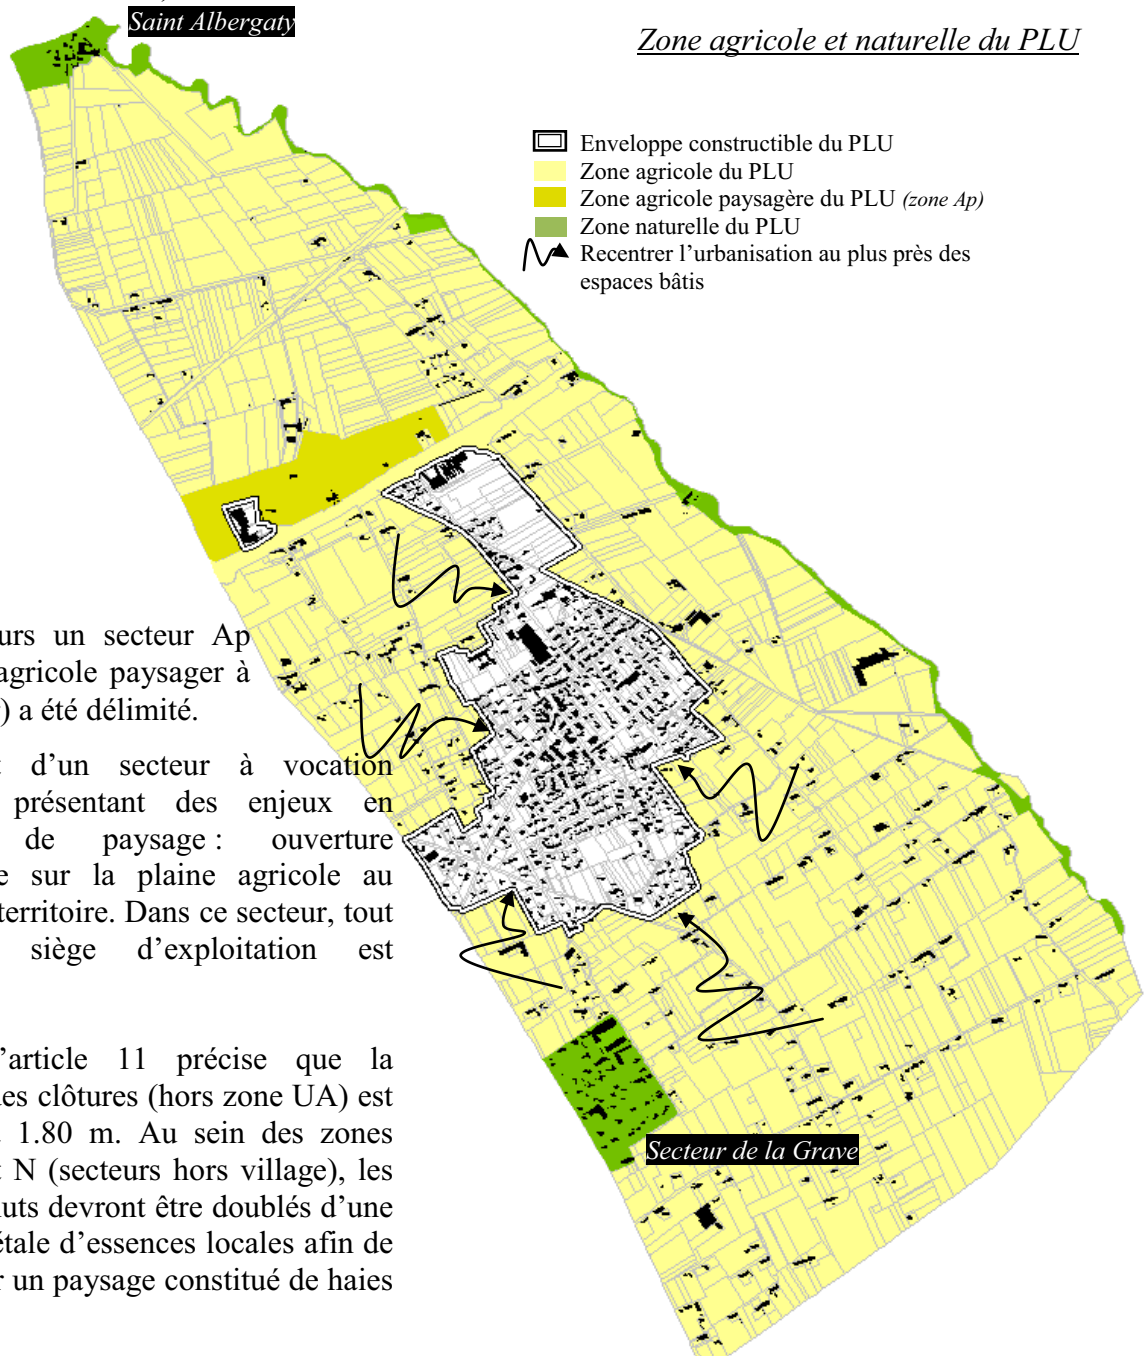 Saint Albergaty
Zone agricole et naturelle du PLU
Enveloppe constructible du PLU
Zone agricole du PLU
Zone agricole paysagère du PLU (zone Ap)
Zone naturelle du PLU
Recentrer l’urbanisation au plus près des
espaces bâtis
urs un secteur Ap
agricole paysager à
) a été délimité.
d’un secteur à vocation
présentant des enjeux en
de paysage : ouverture
e sur la plaine agricole au
territoire. Dans ce secteur, tout
siège d’exploitation est
’article 11 précise que la
des clôtures (hors zone UA) est
1.80 m. Au sein des zones
t N (secteurs hors village), les
uts devront être doublés d’une
étale d’essences locales afin de
r un paysage constitué de haies
Secteur de la Grave